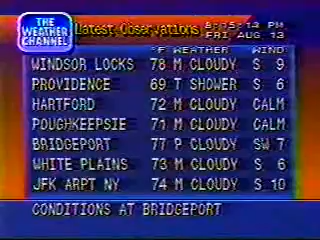 THE WEATHER CHANNEL
Latest Observations
8:15:13 PM
FRI AUG 13
°F WEATHER WIND
WINDSOR LOCKS 78 M CLOUDY S 9
PROVIDENCE 69 T SHOWER S 6
HARTFORD 72 M CLOUDY CALM
POUGHKEEPSIE 71 M CLOUDY CALM
BRIDGEPORT 77 P CLOUDY SW 7
WHITE PLAINS 73 M CLOUDY S 6
JFK ARPT NY 74 M CLOUDY S 10
CONDITIONS AT BRIDGEPORT